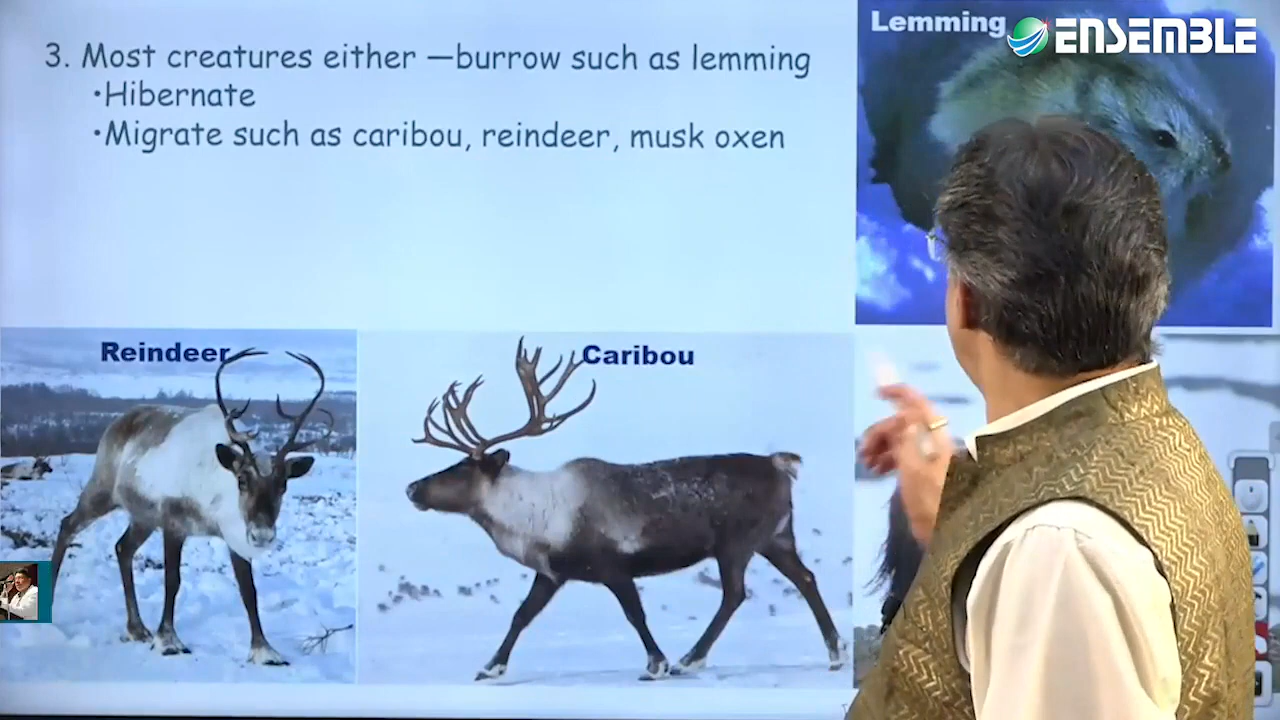 Lemming
ENSEMBLE
3. Most creatures either —burrow such as lemming
•Hibernate
•Migrate such as caribou, reindeer, musk oxen
Reindeer
Caribou